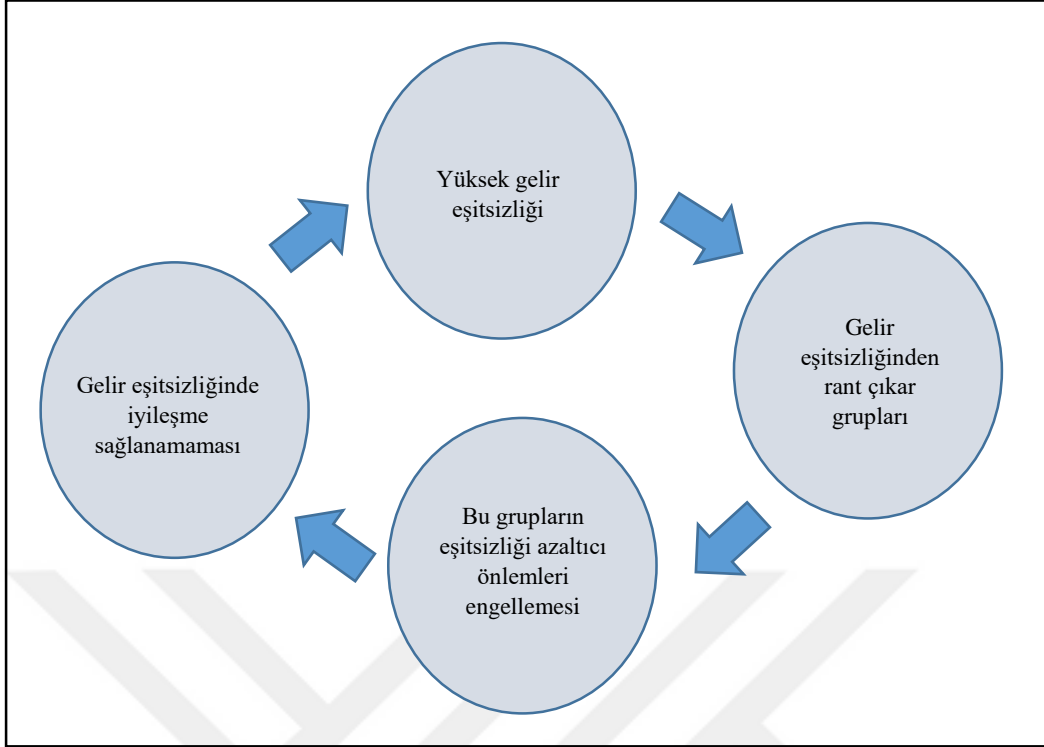 Yüksek gelir
eşitsizliği
Gelir
eşitsizliğinden
rant çıkar
grupları
Bu grupların
eşitsizliği azaltıcı
önlemleri
engellemesi
Gelir eşitsizliğinde
iyileşme
sağlanamaması